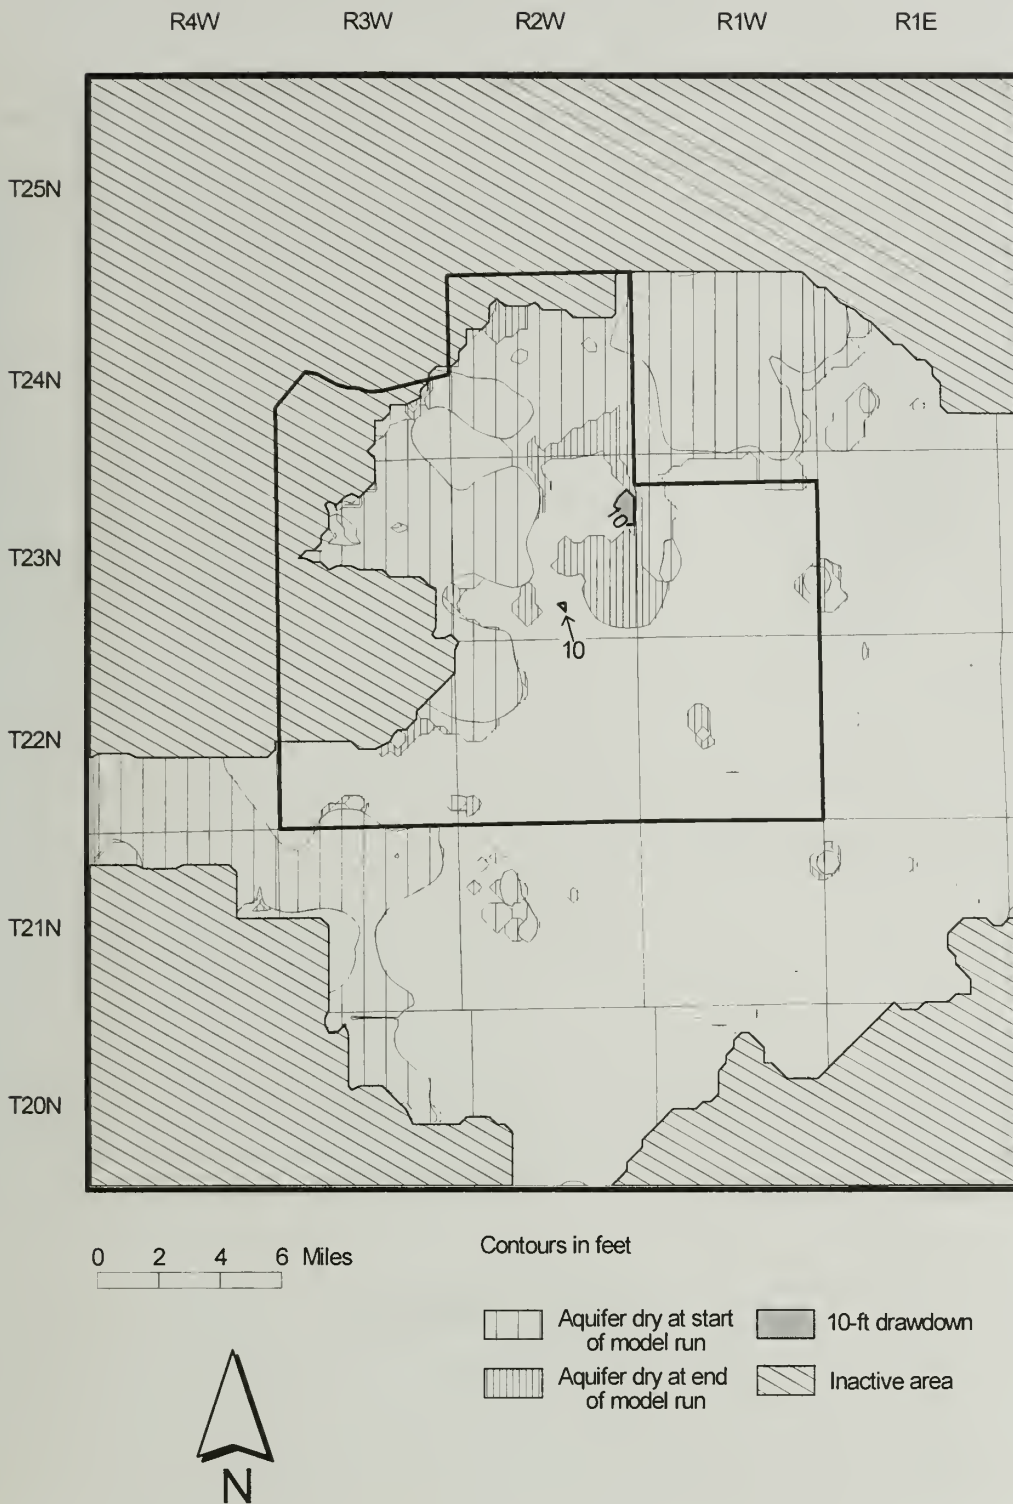 R4W R3W R2W R1W R1E
T25N
T24N
10
T23N
10
T22N
T21N
T20N
0 2 4 6 Miles
Contours in feet
Aquifer dry at start
of model run
10-ft drawdown
Aquifer dry at end
of model run
Inactive area
N